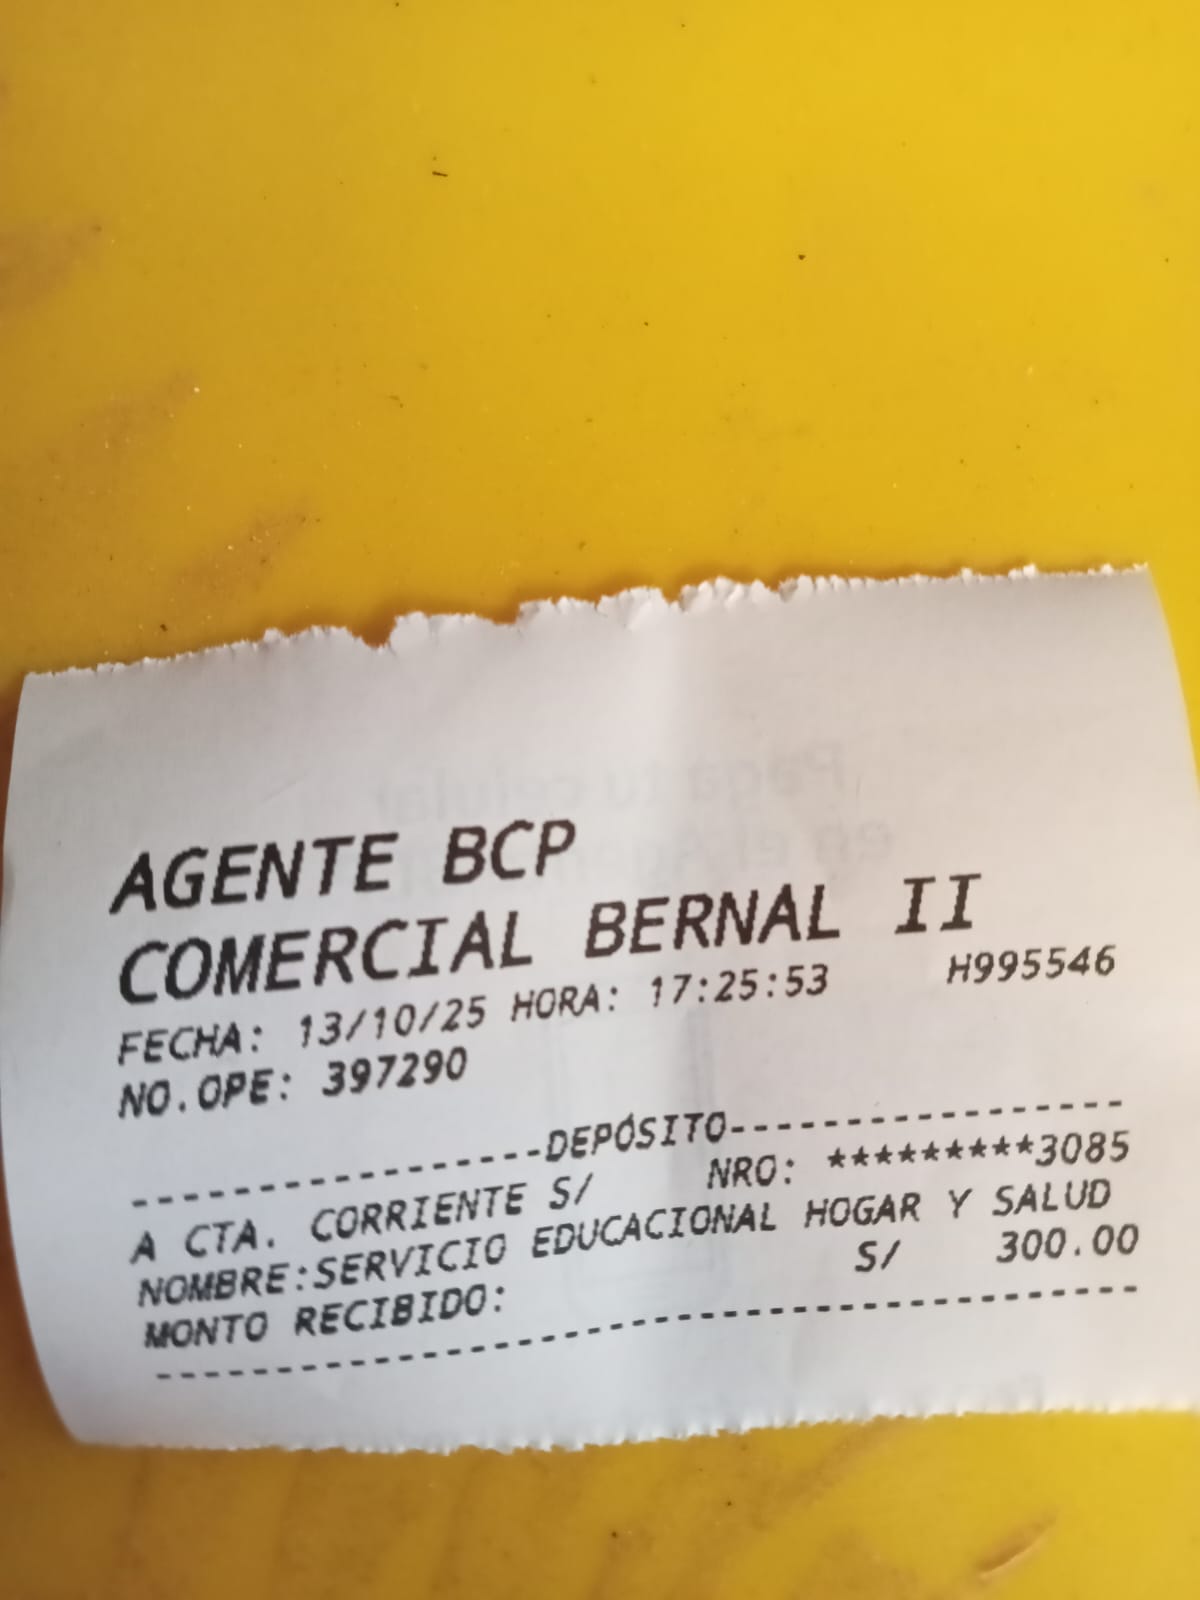 AGENTE BCP
COMERCIAL BERNAL II
FECHA: 13/10/25 HORA: 17:25:53 H995546
NO.OPE: 397290
-----------------DEPÓSITO-----------------
A CTA. CORRIENTE S/ NRO: *********3085
NOMBRE:SERVICIO EDUCACIONAL HOGAR Y SALUD
MONTO RECIBIDO: S/ 300.00
------------------------------------------